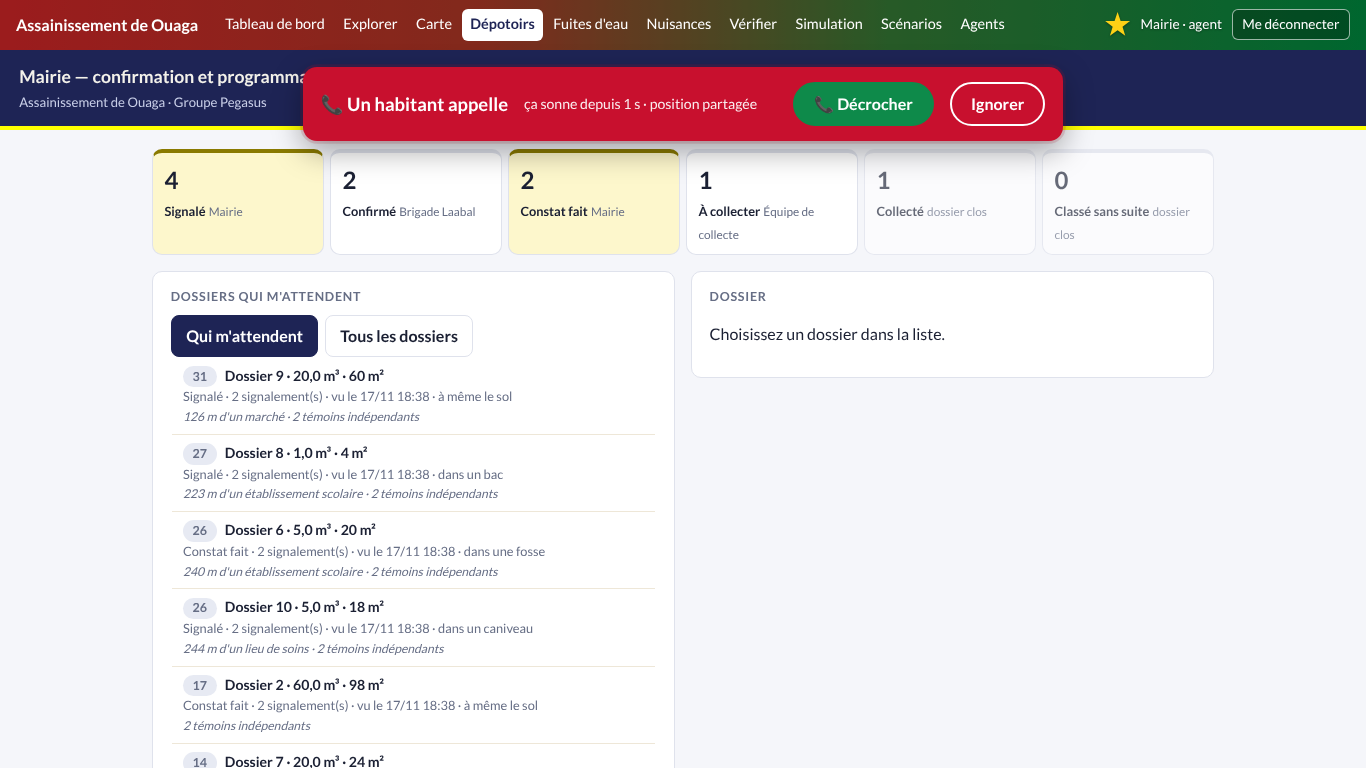 Assainissement de Ouaga Tableau de bord Explorer Carte Dépotoirs Fuites d'eau Nuisances Vérifier Simulation Scénarios Agents Mairie · agent Me déconnecter
Mairie — confirmation et programma
Assainissement de Ouaga · Groupe Pegasus
Un habitant appelle ça sonne depuis 1 s · position partagée Décrocher Ignorer
4
Signalé Mairie
2
Confirmé Brigade Laabal
2
Constat fait Mairie
1
À collecter Équipe de
collecte
1
Collecté dossier clos
0
Classé sans suite dossier
clos
DOSSIERS QUI M'ATTENDENT
Qui m'attendent Tous les dossiers
31 Dossier 9 · 20,0 m³ · 60 m²
Signalé · 2 signalement(s) · vu le 17/11 18:38 · à même le sol
126 m d'un marché · 2 témoins indépendants
27 Dossier 8 · 1,0 m³ · 4 m²
Signalé · 2 signalement(s) · vu le 17/11 18:38 · dans un bac
223 m d'un établissement scolaire · 2 témoins indépendants
26 Dossier 6 · 5,0 m³ · 20 m²
Constat fait · 2 signalement(s) · vu le 17/11 18:38 · dans une fosse
240 m d'un établissement scolaire · 2 témoins indépendants
26 Dossier 10 · 5,0 m³ · 18 m²
Signalé · 2 signalement(s) · vu le 17/11 18:38 · dans un caniveau
244 m d'un lieu de soins · 2 témoins indépendants
17 Dossier 2 · 60,0 m³ · 98 m²
Constat fait · 2 signalement(s) · vu le 17/11 18:38 · à même le sol
2 témoins indépendants
14 Dossier 7 · 20,0 m³ · 24 m²
DOSSIER
Choisissez un dossier dans la liste.